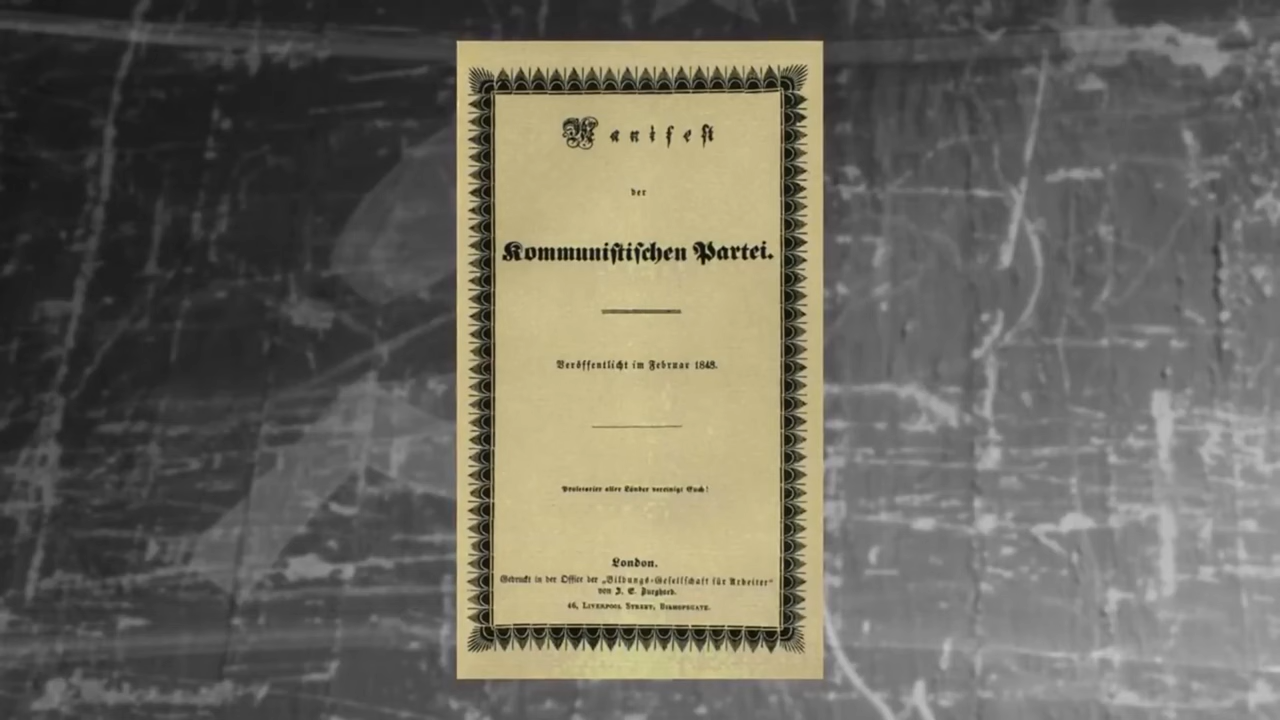 Manifest
der
Kommunistischen Partei.
Veröffentlicht im Februar 1848.
Proletarier aller Länder vereinigt Euch!
London.
Gedruckt in der Office der „Bildungs-Gesellschaft für Arbeiter“
von J. E. Burghard.
46, LIVERPOOL STREET, BISHOPSGATE.